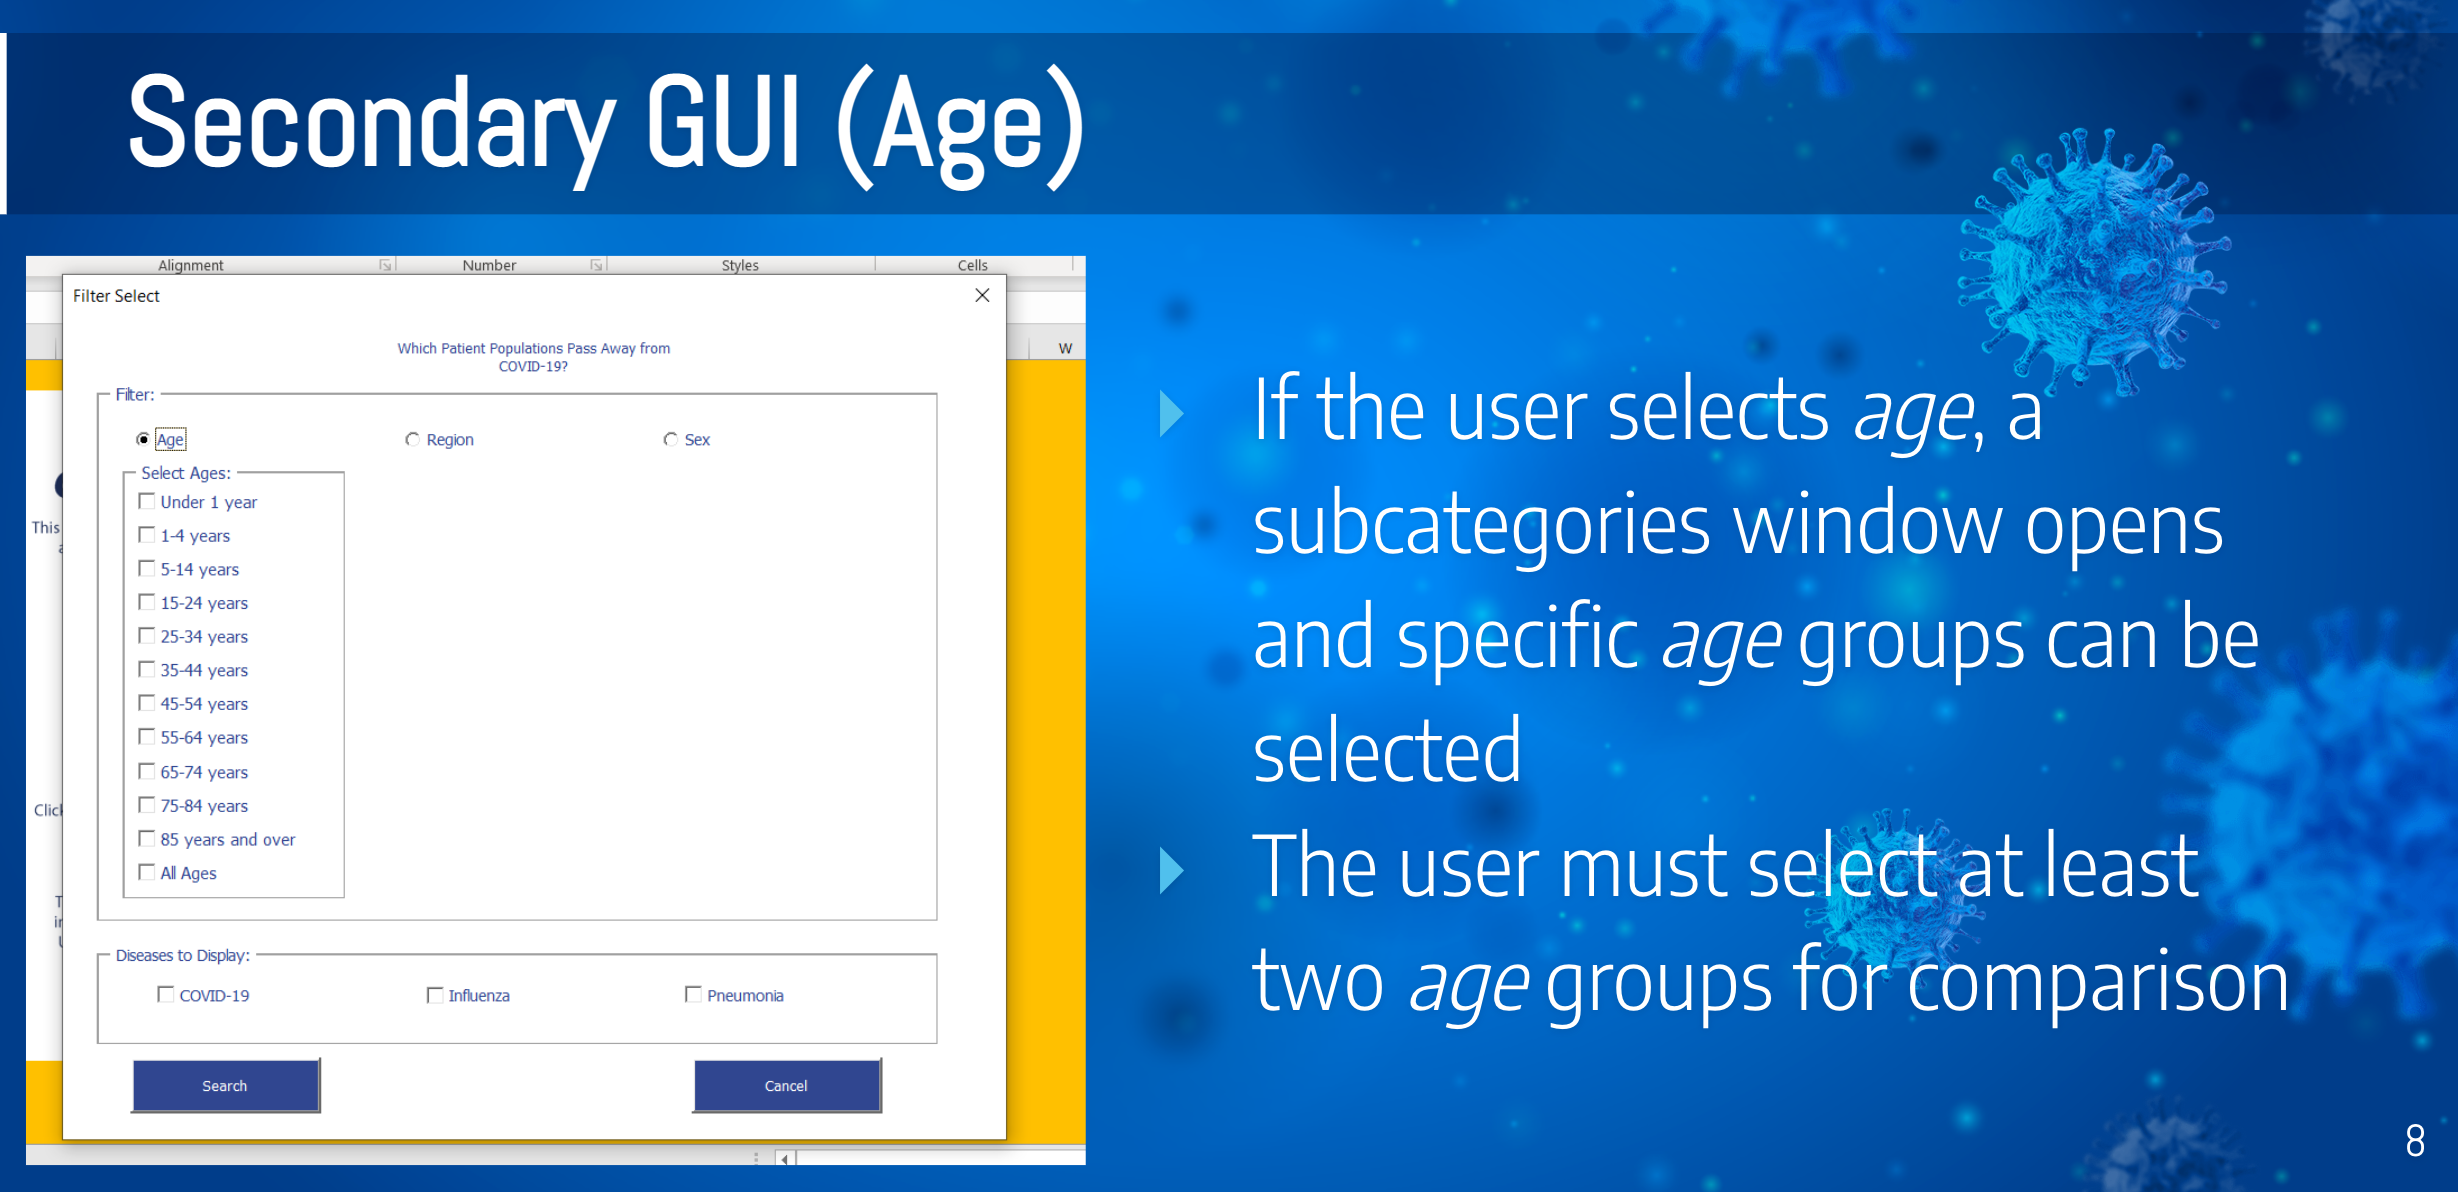 Secondary GUI (Age)
Alignment Number Styles Cells
Filter Select
W
Which Patient Populations Pass Away from
COVID-19?
Filter:
Age Region Sex
Select Ages:
Under 1 year
1-4 years
5-14 years
15-24 years
25-34 years
35-44 years
45-54 years
55-64 years
65-74 years
75-84 years
85 years and over
All Ages
This
Diseases to Display:
COVID-19 Influenza Pneumonia
Search Cancel
If the user selects age, a
subcategories window opens
and specific age groups can be
selected
The user must select at least
two age groups for comparison
8